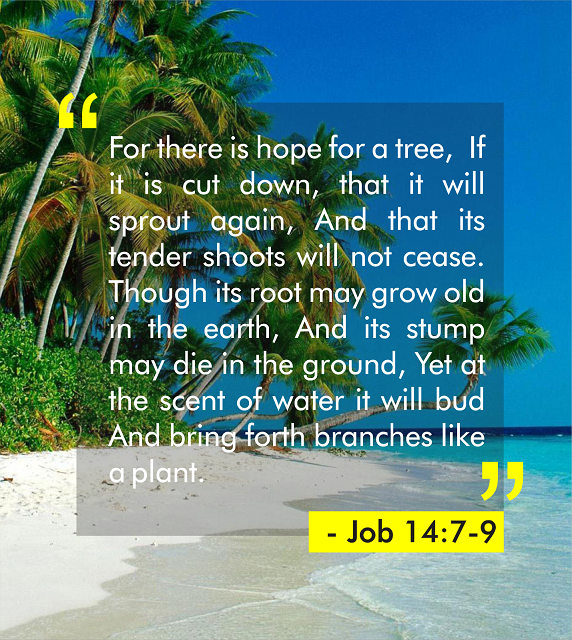 “
For there is hope for a tree,  If
it is cut down, that it will
sprout again, And that its
tender shoots will not cease.
Though its root may grow old
in the earth, And its stump
may die in the ground, Yet at
the scent of water it will bud
And bring forth branches like
a plant.
”
- Job 14:7-9